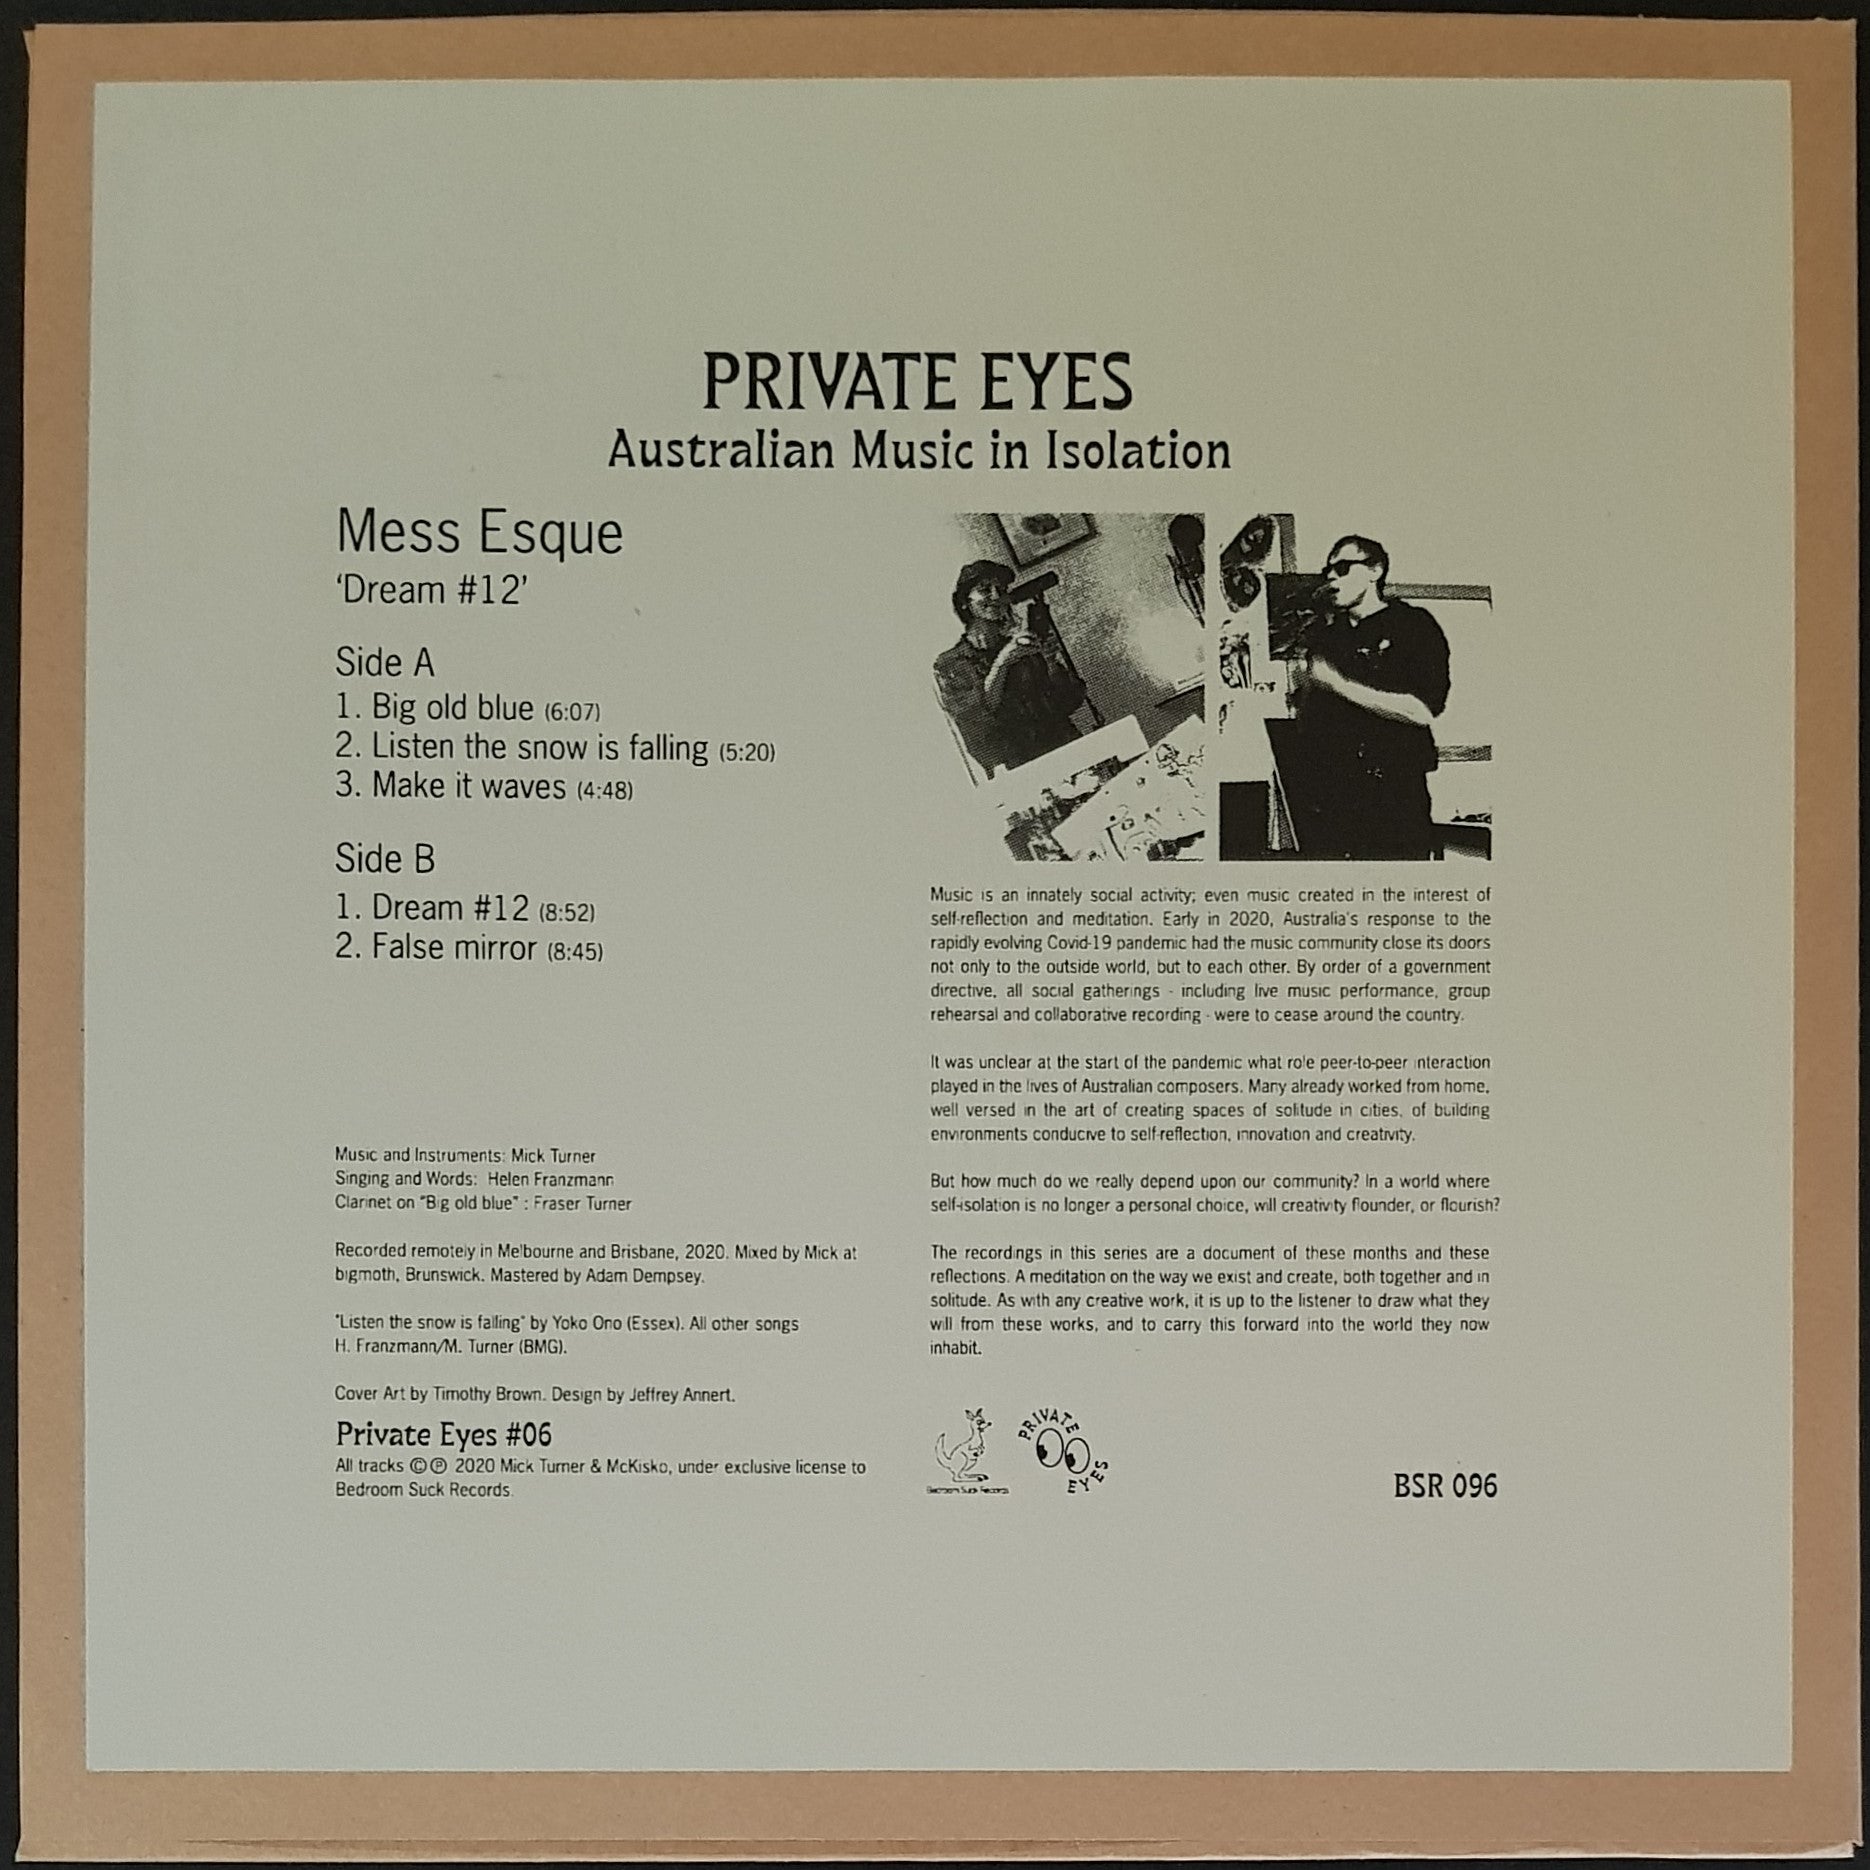 PRIVATE EYES
Australian Music in Isolation
Mess Esque
‘Dream #12’
Side A
1. Big old blue (6:07)
2. Listen the snow is falling (5:20)
3. Make it waves (4:48)
Side B
1. Dream #12 (8:52)
2. False mirror (8:45)
Music and Instruments: Mick Turner
Singing and Words: Helen Franzmann
Clarinet on "Big old blue" : Fraser Turner
Recorded remotely in Melbourne and Brisbane, 2020. Mixed by Mick at
bigmoth, Brunswick. Mastered by Adam Dempsey.
"Listen the snow is falling" by Yoko Ono (Essex). All other songs
H. Franzmann/M. Turner (BMG).
Cover Art by Timothy Brown. Design by Jeffrey Annert.
Private Eyes #06
All tracks ©℗ 2020 Mick Turner & McKisko, under exclusive license to
Bedroom Suck Records.
Music is an innately social activity; even music created in the interest of
self-reflection and meditation. Early in 2020, Australia's response to the
rapidly evolving Covid-19 pandemic had the music community close its doors
not only to the outside world, but to each other. By order of a government
directive, all social gatherings - including live music performance, group
rehearsal and collaborative recording - were to cease around the country.
It was unclear at the start of the pandemic what role peer-to-peer interaction
played in the lives of Australian composers. Many already worked from home,
well versed in the art of creating spaces of solitude in cities, of building
environments conducive to self-reflection, innovation and creativity.
But how much do we really depend upon our community? In a world where
self-isolation is no longer a personal choice, will creativity flounder, or flourish?
The recordings in this series are a document of these months and these
reflections. A meditation on the way we exist and create, both together and in
solitude. As with any creative work, it is up to the listener to draw what they
will from these works, and to carry this forward into the world they now
inhabit.
Bedroom Suck Records
PRIVATE
EYES
BSR 096